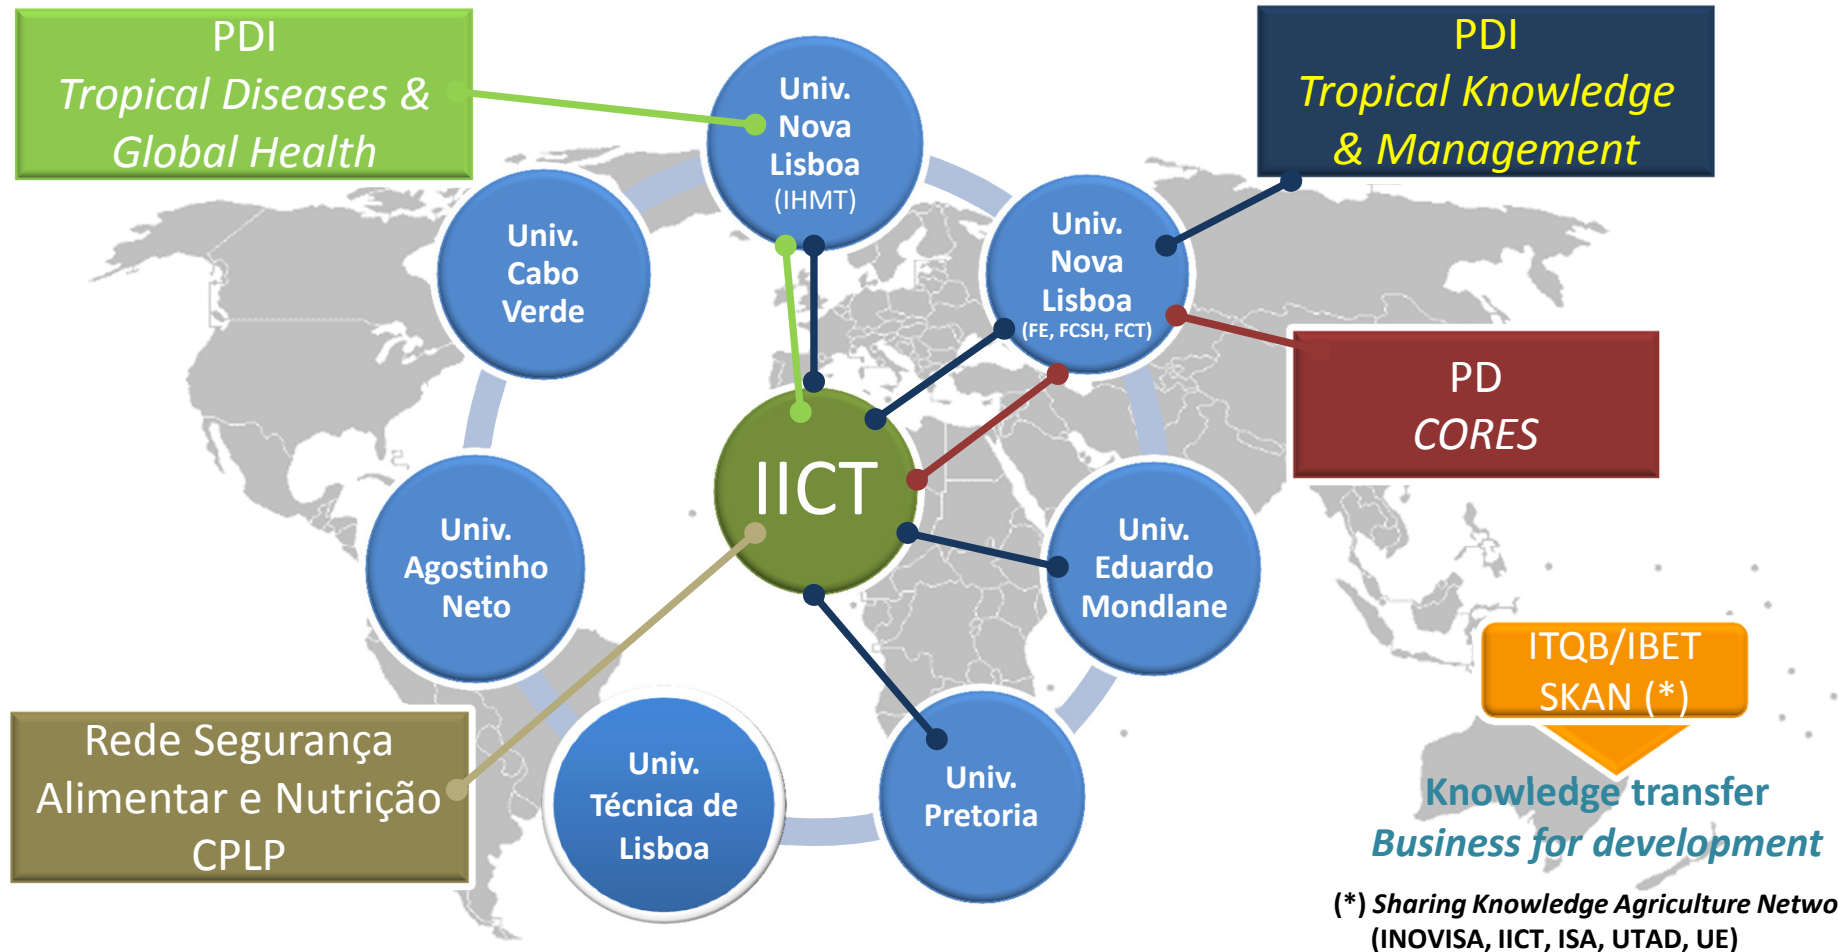 PDI
Tropical Diseases &
Global Health
PDI
Tropical Knowledge
& Management
Univ.
Nova
Lisboa
(IHMT)
Univ.
Nova
Lisboa
(FE, FCSH, FCT)
Univ.
Cabo
Verde
PD
CORES
IICT
Univ.
Agostinho
Neto
Univ.
Eduardo
Mondlane
ITQB/IBET
SKAN (*)
Rede Segurança
Alimentar e Nutrição
CPLP
Univ.
Técnica de
Lisboa
Univ.
Pretoria
Knowledge transfer
Business for development
(*) Sharing Knowledge Agriculture Netwo
(INOVISA, IICT, ISA, UTAD, UE)